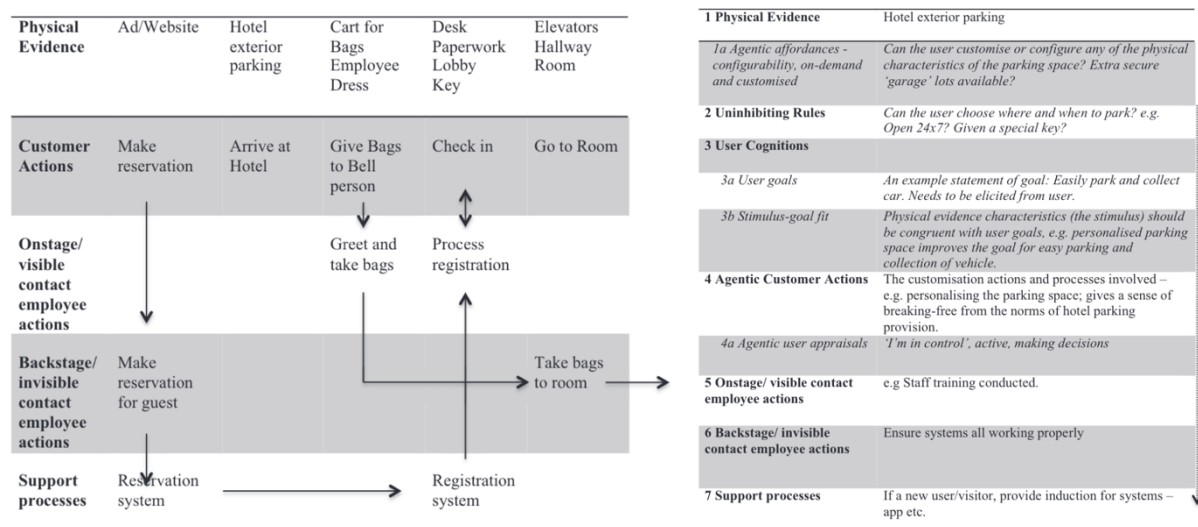 Physical Evidence
Ad/Website
Hotel exterior parking
Cart for Bags Employee Dress
Desk Paperwork Lobby Key
Elevators Hallway Room
Customer Actions
Make reservation
Arrive at Hotel
Give Bags to Bell person
Check in
Go to Room
Onstage/ visible contact employee actions
Greet and take bags
Process registration
Backstage/ invisible contact employee actions
Make reservation for guest
Take bags to room
Support processes
Reservation system
Registration system
1 Physical Evidence
Hotel exterior parking
1a Agentic affordances -
configurability, on-demand
and customised
Can the user customise or configure any of the physical
characteristics of the parking space? Extra secure
‘garage’ lots available?
2 Uninhibiting Rules
Can the user choose where and when to park? e.g.
Open 24x7? Given a special key?
3 User Cognitions
3a User goals
An example statement of goal: Easily park and collect
car. Needs to be elicited from user.
3b Stimulus-goal fit
Physical evidence characteristics (the stimulus) should
be congruent with user goals, e.g. personalised parking
space improves the goal for easy parking and
collection of vehicle.
4 Agentic Customer Actions
The customisation actions and processes involved –
e.g. personalising the parking space; gives a sense of
breaking-free from the norms of hotel parking
provision.
4a Agentic user appraisals
‘I’m in control’, active, making decisions
5 Onstage/ visible contact
employee actions
e.g Staff training conducted.
6 Backstage/ invisible
contact employee actions
Ensure systems all working properly
7 Support processes
If a new user/visitor, provide induction for systems –
app etc.